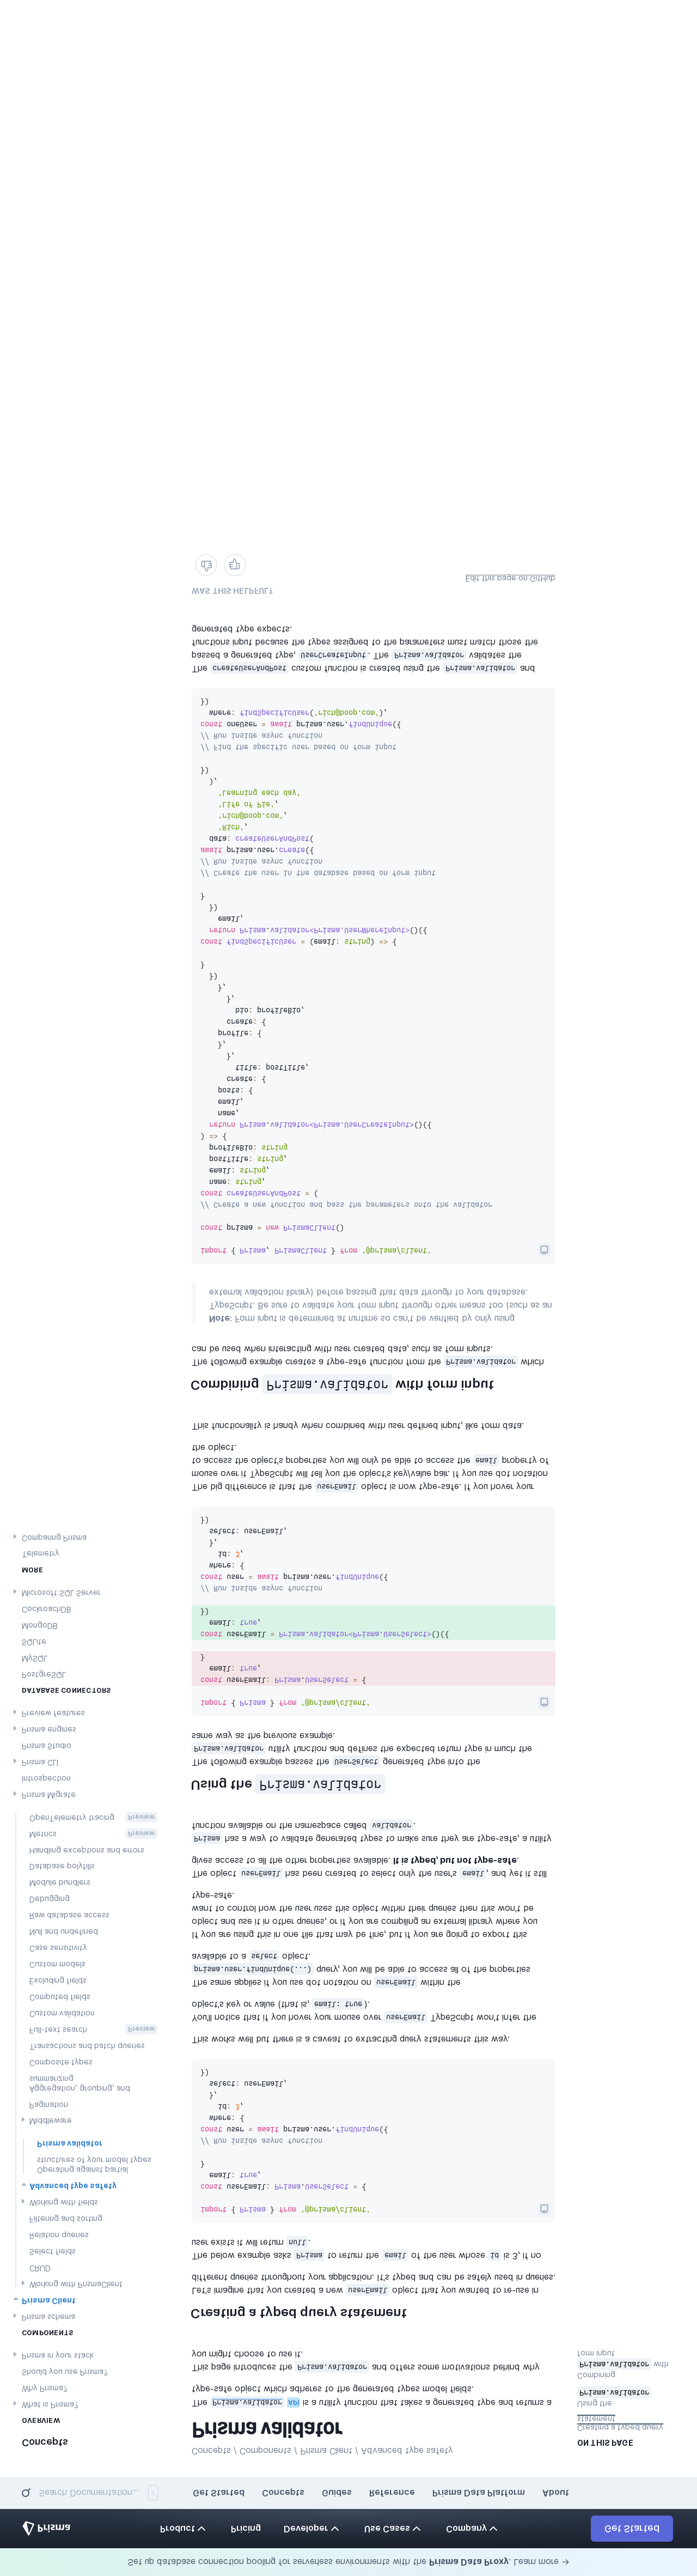 Set up database connection pooling for serverless environments with the Prisma Data Proxy. Learn more →
Prisma
Product
Pricing
Developer
Use Cases
Company
Get Started
Search Documentation... /
Get Started
Concepts
Guides
Reference
Prisma Data Platform
About
Concepts
OVERVIEW
What is Prisma?
Why Prisma?
Should you use Prisma?
Prisma in your stack
COMPONENTS
Prisma schema
Prisma Client
Working with PrismaClient
CRUD
Select fields
Relation queries
Filtering and sorting
Working with fields
Advanced type safety
Operating against partial
structures of your model types
Prisma validator
Middleware
Pagination
Aggregation, grouping, and
summarizing
Composite types
Transactions and batch queries
Full-text search Preview
Custom validation
Computed fields
Excluding fields
Custom models
Case sensitivity
Null and undefined
Raw database access
Debugging
Module bundlers
Database polyfills
Handling exceptions and errors
Metrics Preview
OpenTelemetry tracing Preview
Prisma Migrate
Introspection
Prisma CLI
Prisma Studio
Prisma engines
Preview features
DATABASE CONNECTORS
PostgreSQL
MySQL
SQLite
MongoDB
CockroachDB
Microsoft SQL Server
MORE
Telemetry
Comparing Prisma
Concepts / Components / Prisma Client / Advanced type safety
Prisma validator
The Prisma.validator API is a utility function that takes a generated type and returns a
type-safe object which adheres to the generated types model fields.
This page introduces the Prisma.validator and offers some motivations behind why
you might choose to use it.
Creating a typed query statement
Let's imagine that you created a new userEmail object that you wanted to re-use in
different queries throughout your application. It's typed and can be safely used in queries.
The below example asks Prisma to return the email of the user whose id is 3, if no
user exists it will return null.
import { Prisma } from '@prisma/client'
const userEmail: Prisma.UserSelect = {
email: true,
}
// Run inside async function
const user = await prisma.user.findUnique({
where: {
id: 3,
},
select: userEmail,
})
This works well but there is a caveat to extracting query statements this way.
You'll notice that if you hover your mouse over userEmail TypeScript won't infer the
object's key or value (that is, email: true).
The same applies if you use dot notation on userEmail within the
prisma.user.findUnique(...) query, you will be able to access all of the properties
available to a select object.
If you are using this in one file that may be fine, but if you are going to export this
object and use it in other queries, or if you are compiling an external library where you
want to control how the user uses this object within their queries then this won't be
type-safe.
The object userEmail has been created to select only the user's email, and yet it still
gives access to all the other properties available. It is typed, but not type-safe.
Prisma has a way to validate generated types to make sure they are type-safe, a utility
function available on the namespace called validator.
Using the Prisma.validator
The following example passes the UserSelect generated type into the
Prisma.validator utility function and defines the expected return type in much the
same way as the previous example.
import { Prisma } from '@prisma/client'
const userEmail: Prisma.UserSelect = {
email: true,
}
const userEmail = Prisma.validator<Prisma.UserSelect>()({
email: true,
})
// Run inside async function
const user = await prisma.user.findUnique({
where: {
id: 3,
},
select: userEmail,
})
The big difference is that the userEmail object is now type-safe. If you hover your
mouse over it TypeScript will tell you the object's key/value pair. If you use dot notation
to access the object's properties you will only be able to access the email property of
the object.
This functionality is handy when combined with user defined input, like form data.
Combining Prisma.validator with form input
The following example creates a type-safe function from the Prisma.validator which
can be used when interacting with user created data, such as form inputs.
Note: Form input is determined at runtime so can't be verified by only using
TypeScript. Be sure to validate your form input through other means too (such as an
external validation library) before passing that data through to your database.
import { Prisma, PrismaClient } from '@prisma/client'
const prisma = new PrismaClient()
// Create a new function and pass the parameters onto the validator
const createUserAndPost = (
name: string,
email: string,
postTitle: string,
profileBio: string
) => {
return Prisma.validator<Prisma.UserCreateInput>()({
name,
email,
posts: {
create: {
title: postTitle,
},
},
profile: {
create: {
bio: profileBio,
},
},
})
}
const findSpecificUser = (email: string) => {
return Prisma.validator<Prisma.UserWhereInput>()({
email,
})
}
// Create the user in the database based on form input
// Run inside async function
await prisma.user.create({
data: createUserAndPost(
'Rich',
'rich@boop.com',
'Life of Pie',
'Learning each day'
),
})
// Find the specific user based on form input
// Run inside async function
const oneUser = await prisma.user.findUnique({
where: findSpecificUser('rich@boop.com'),
})
The createUserAndPost custom function is created using the Prisma.validator and
passed a generated type, UserCreateInput. The Prisma.validator validates the
functions input because the types assigned to the parameters must match those the
generated type expects.
WAS THIS HELPFUL?
Edit this page on GitHub
ON THIS PAGE
Creating a typed query
statement
Using the
Prisma.validator
Combining
Prisma.validator with
form input